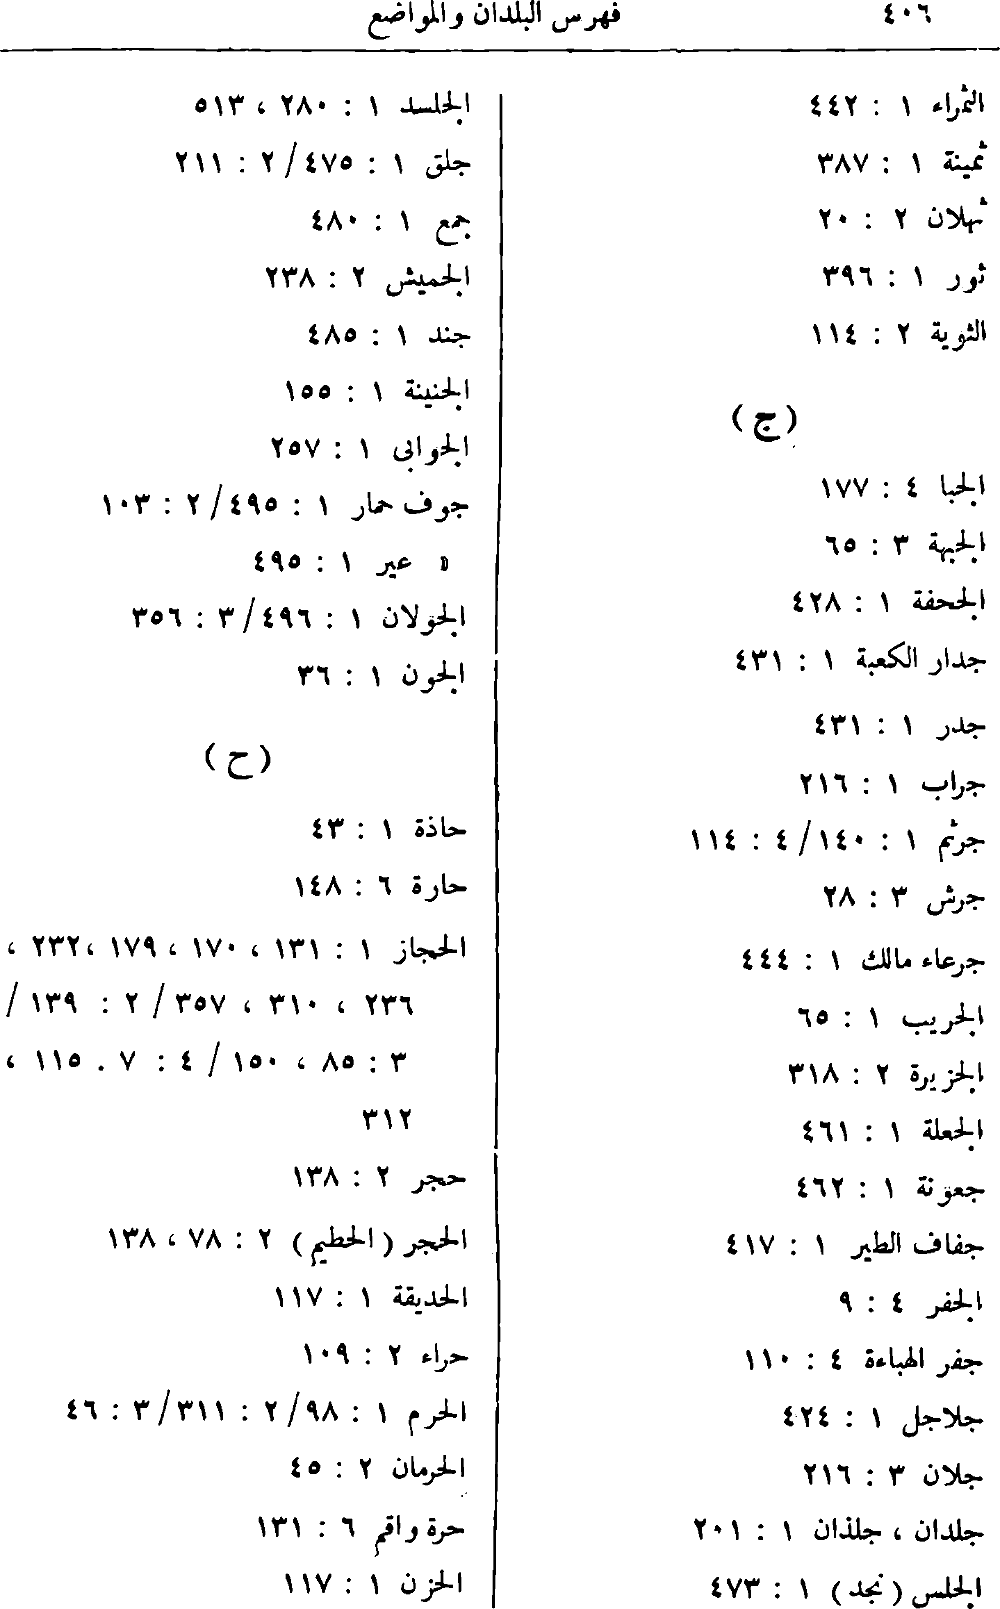 ٤٠٦
فهرس البلدان والمواضع
الثمراء ١ : ٤٤٢
ثمينة ١ : ٣٨٧
ثهلان ٢ : ٢٠
ثور ١ : ٣٩٦
الثوية ٢ : ١١٤
( ج )
الجبا ٤ : ١٧٧
الجبهة ٣ : ٦٥
الجحفة ١ : ٤٢٨
جدار الكعبة ١ : ٤٣١
جدر ١ : ٤٣١
جراب ١ : ٢١٦
جرثم ١ : ١٤٠/ ٤ : ١١٤
جرش ٣ : ٢٨
جرعاء مالك ١ : ٤٤٤
الجريب ١ : ٦٥
الجزيرة ٢ : ٣١٨
الجعلة ١ : ٤٦١
جعونة ١ : ٤٦٢
جفاف الطير ١ : ٤١٧
الجفر ٤ : ٩
جفر الهباءة ٤ : ١١٠
جلاجل ١ : ٤٢٤
جلان ٣ : ٢١٦
جلدان ، جلذان ١ : ٢٠١
الجلس ( نجد ) ١ : ٤٧٣
الجلسد ١ : ٢٨٠ ، ٥١٣
جلق ١ : ٤٧٥/ ٢ : ٢١١
جمع ١ : ٤٨٠
الجميش ٢ : ٢٣٨
جند ١ : ٤٨٥
الجنينة ١ : ١٥٥
الجوابى ١ : ٢٥٧
جوف حمار ١ : ٤٩٥/ ٢ : ١٠٣
» عير ١ : ٤٩٥
الجولان ١ : ٤٩٦/ ٣ : ٣٥٦
الجون ١ : ٣٦
( ح )
حاذة ١ : ٤٣
حارة ٦ : ١٤٨
الحجاز ١ : ١٣١ ، ١٧٠ ، ١٧٩ ،٢٣٢ ،
٢٣٦ ، ٣١٠ ، ٣٥٧ / ٢ : ١٣٩ /
٣ : ٨٥ ، ١٥٠ / ٤ : ٧ . ١١٥ ،
٣١٢
حجر ٢ : ١٣٨
الحجر ( الحطيم ) ٢ : ٧٨ ، ١٣٨
الحديقة ١ : ١١٧
حراء ٢ : ١٠٩
الحرم ١ : ٩٨/ ٢ : ٣١١/ ٣ : ٤٦
الحرمان ٢ : ٤٥
حرة واقم ٦ : ١٣١
الحزن ١ : ١١٧